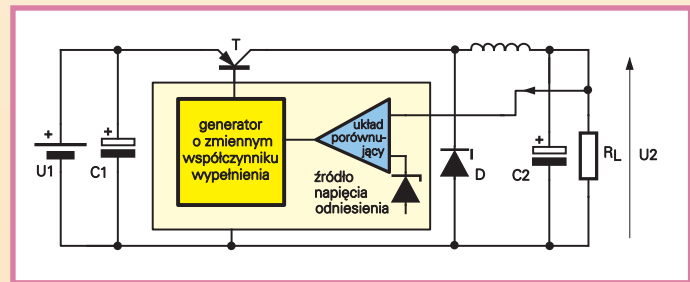 T
+
U1
+
C1
generator
o zmiennym
współczynniku
wypełnienia
układ
porównu-
jący
źródło
napięcia
odniesienia
D
+
C2
RL
U2